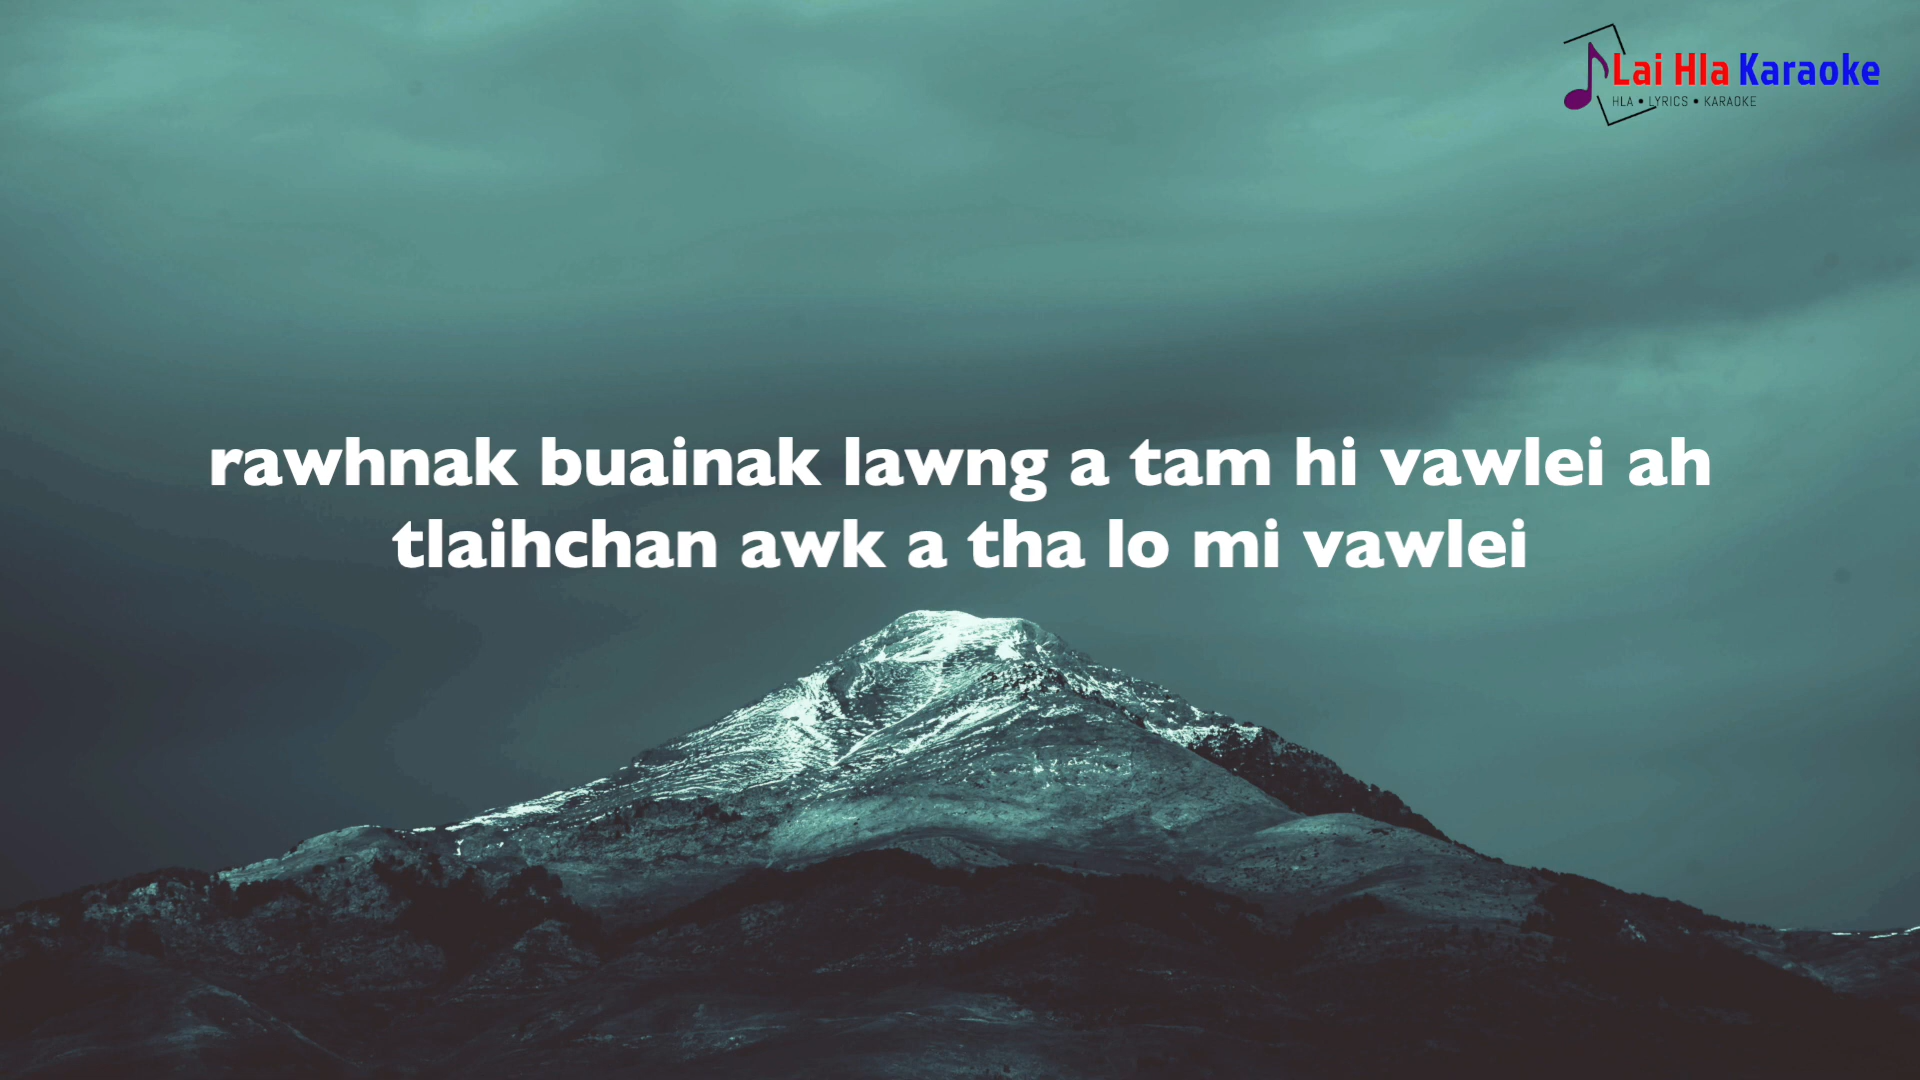 Lai Hla Karaoke
HLA • LYRICS • KARAOKE
rawhnak buainak lawng a tam hi vawlei ah
tlaihchan awk a tha lo mi vawlei